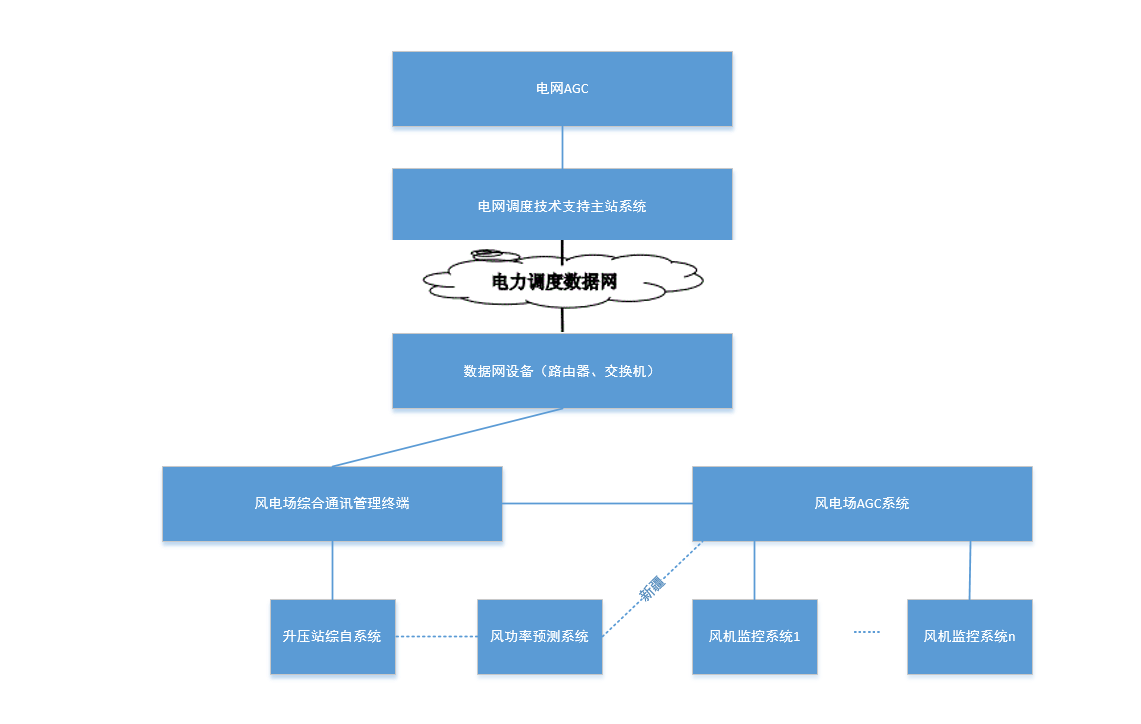 电网AGC
电网调度技术支持主站系统
电力调度数据网
数据网设备（路由器、交换机）
风电场综合通讯管理终端
风电场AGC系统
新疆
升压站综自系统
风功率预测系统
风机监控系统1
风机监控系统n